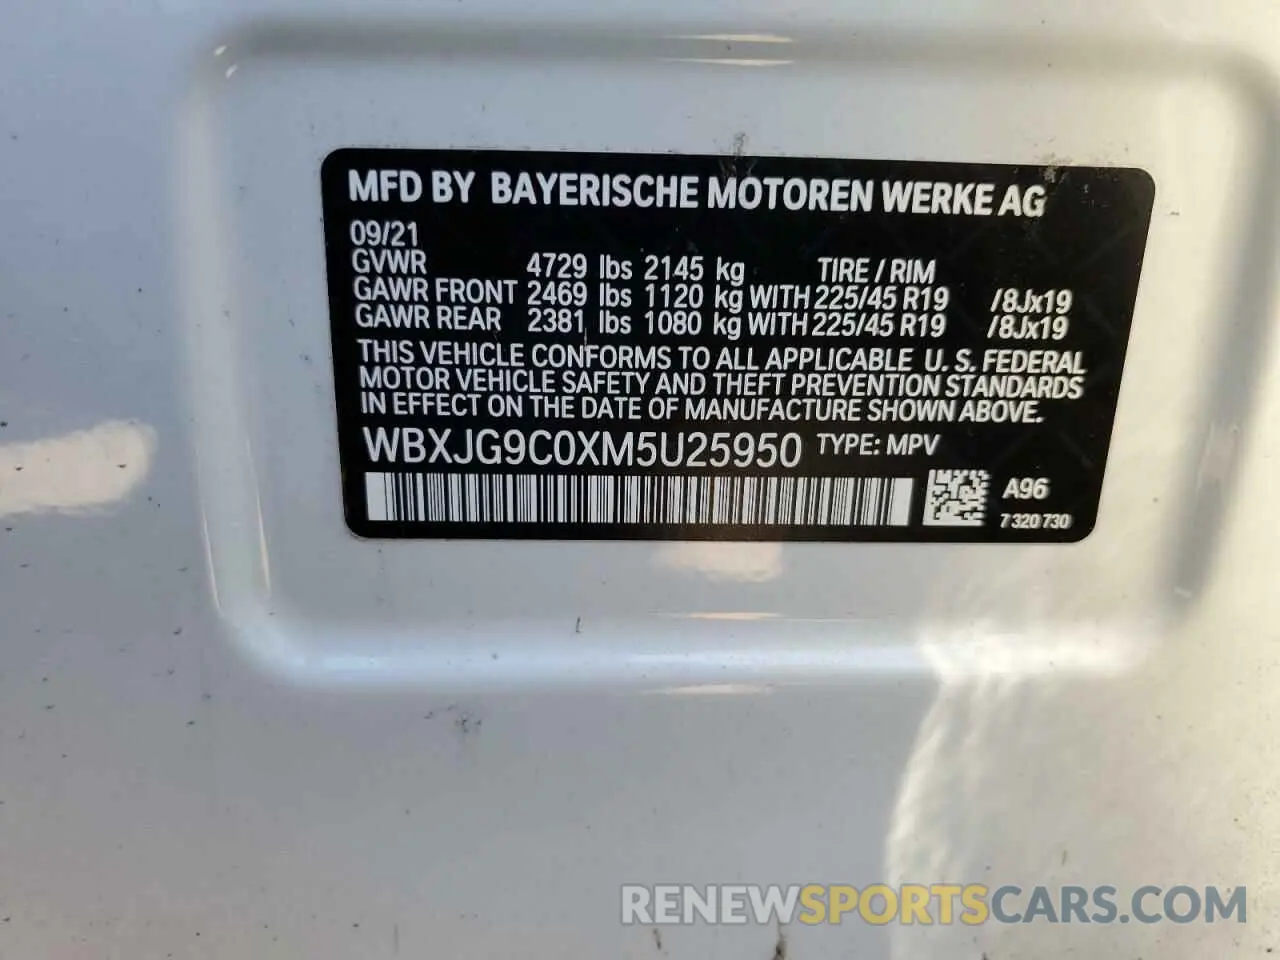 MFD BY BAYERISCHE MOTOREN WERKE AG
09/21
GVWR 4729 lbs 2145 kg TIRE / RIM
GAWR FRONT 2469 lbs 1120 kg WITH 225/45 R19 /8Jx19
GAWR REAR 2381 lbs 1080 kg WITH 225/45 R19 /8Jx19
THIS VEHICLE CONFORMS TO ALL APPLICABLE U. S. FEDERAL
MOTOR VEHICLE SAFETY AND THEFT PREVENTION STANDARDS
IN EFFECT ON THE DATE OF MANUFACTURE SHOWN ABOVE.
WBXJG9C0XM5U25950 TYPE: MPV
A96
7 320 730
RENEWSPORTSCARS.COM